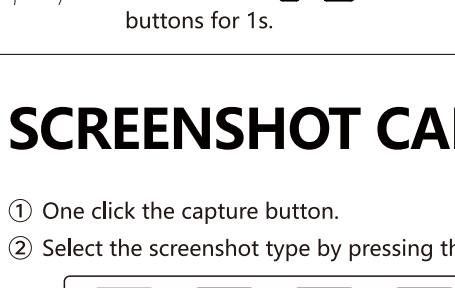 buttons for 1s.
SCREENSHOT CA
① One click the capture button.
② Select the screenshot type by pressing th